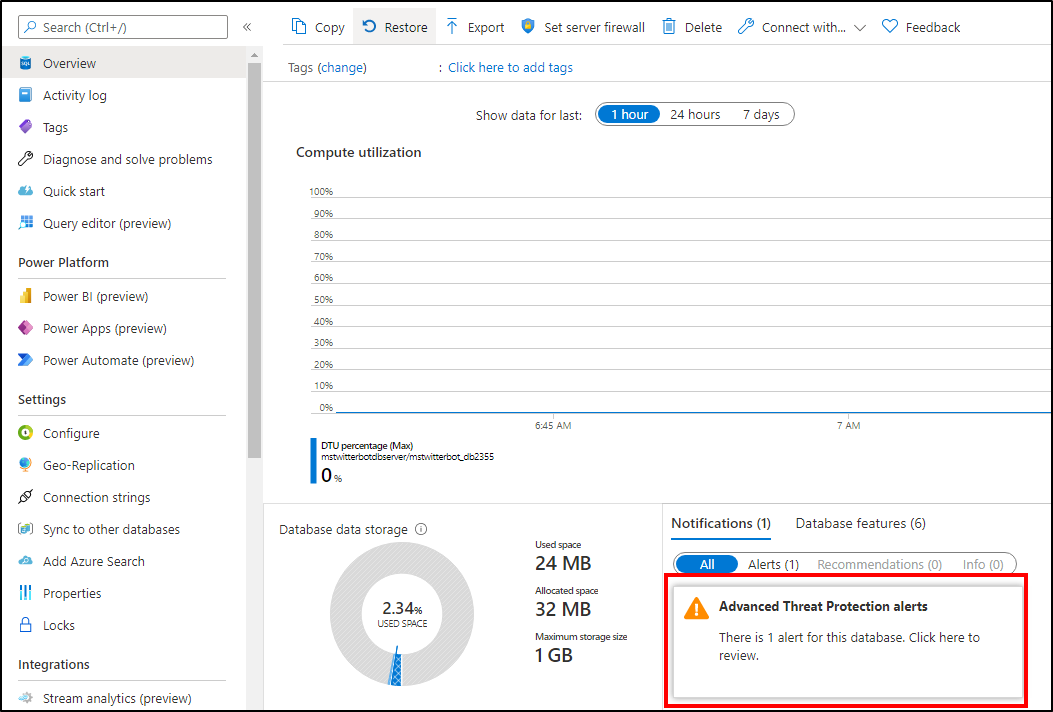 Search (Ctrl+/)
«
Overview
Activity log
Tags
Diagnose and solve problems
Quick start
Query editor (preview)
Power Platform
Power BI (preview)
Power Apps (preview)
Power Automate (preview)
Settings
Configure
Geo-Replication
Connection strings
Sync to other databases
Add Azure Search
Properties
Locks
Integrations
Stream analytics (preview)
Copy
Restore
Export
Set server firewall
Delete
Connect with...
Feedback
Tags (change) : Click here to add tags
Show data for last: 1 hour 24 hours 7 days
Compute utilization
100%
90%
80%
70%
60%
50%
40%
30%
20%
10%
0%
6:45 AM 7 AM
DTU percentage (Max)
mstwitterbotdbserver/mstwitterbot_db2355
0 %
Database data storage
2.34%
USED SPACE
Used space
24 MB
Allocated space
32 MB
Maximum storage size
1 GB
Notifications (1) Database features (6)
All Alerts (1) Recommendations (0) Info (0)
Advanced Threat Protection alerts
There is 1 alert for this database. Click here to
review.